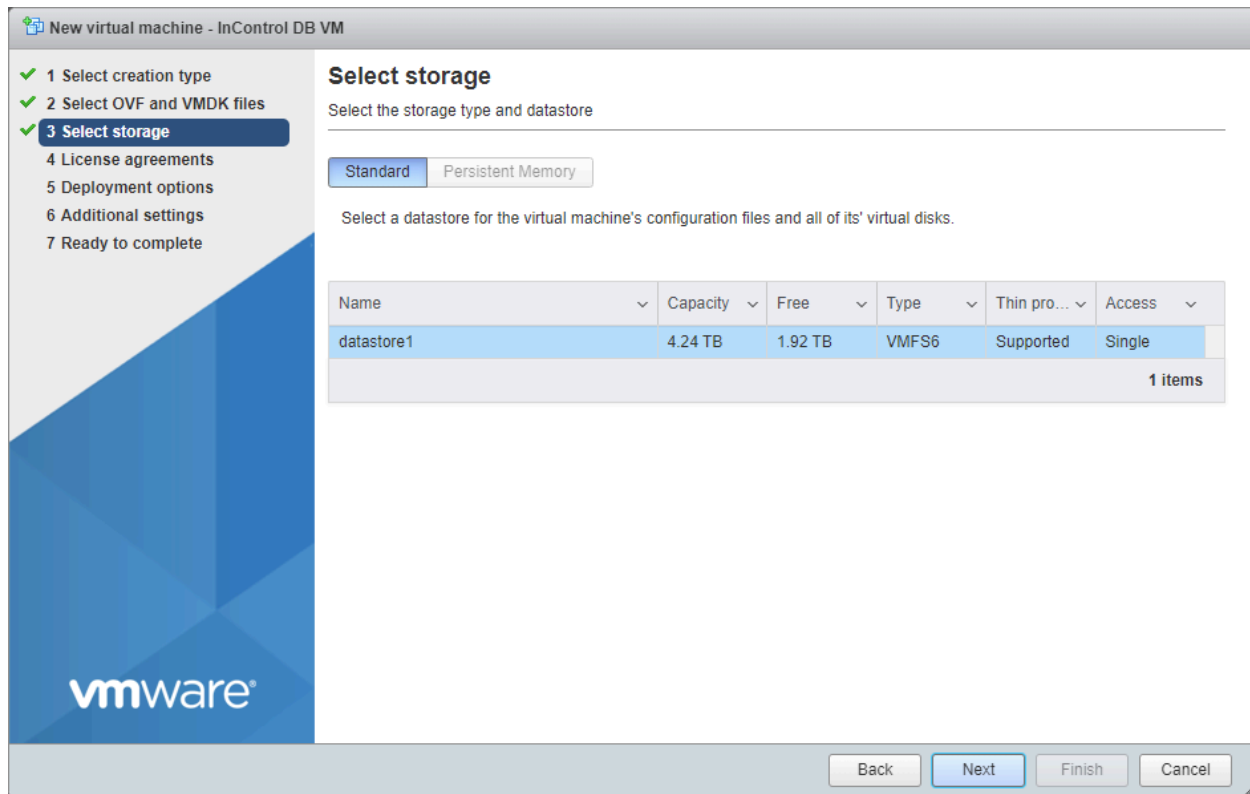 New virtual machine - InControl DB VM
1 Select creation type
2 Select OVF and VMDK files
3 Select storage
4 License agreements
5 Deployment options
6 Additional settings
7 Ready to complete
vmware®
Select storage
Select the storage type and datastore
Standard Persistent Memory
Select a datastore for the virtual machine's configuration files and all of its' virtual disks.
Name Capacity Free Type Thin pro... Access
datastore1 4.24 TB 1.92 TB VMFS6 Supported Single
1 items
Back Next Finish Cancel